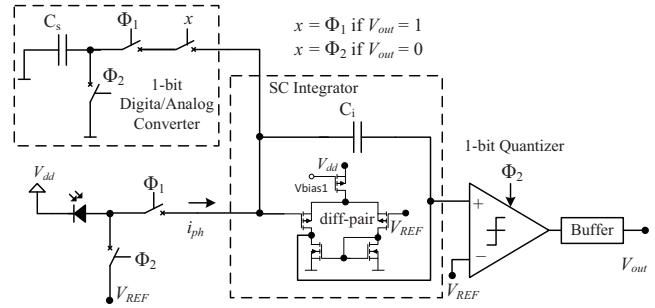 C_s
Φ_1
x
x = Φ_1 if V_out = 1
x = Φ_2 if V_out = 0
Φ_2
1-bit
Digita/Analog
Converter
SC Integrator
C_i
1-bit Quantizer
Φ_2
V_dd
V_dd
Vbias1
Φ_1
diff-pair
V_REF
i_ph
Φ_2
+
−
Buffer
V_out
V_REF
V_REF